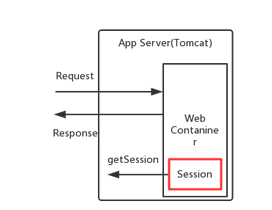 App Server(Tomcat)
Request
Response
Web
Contanine
r
getSession
Session